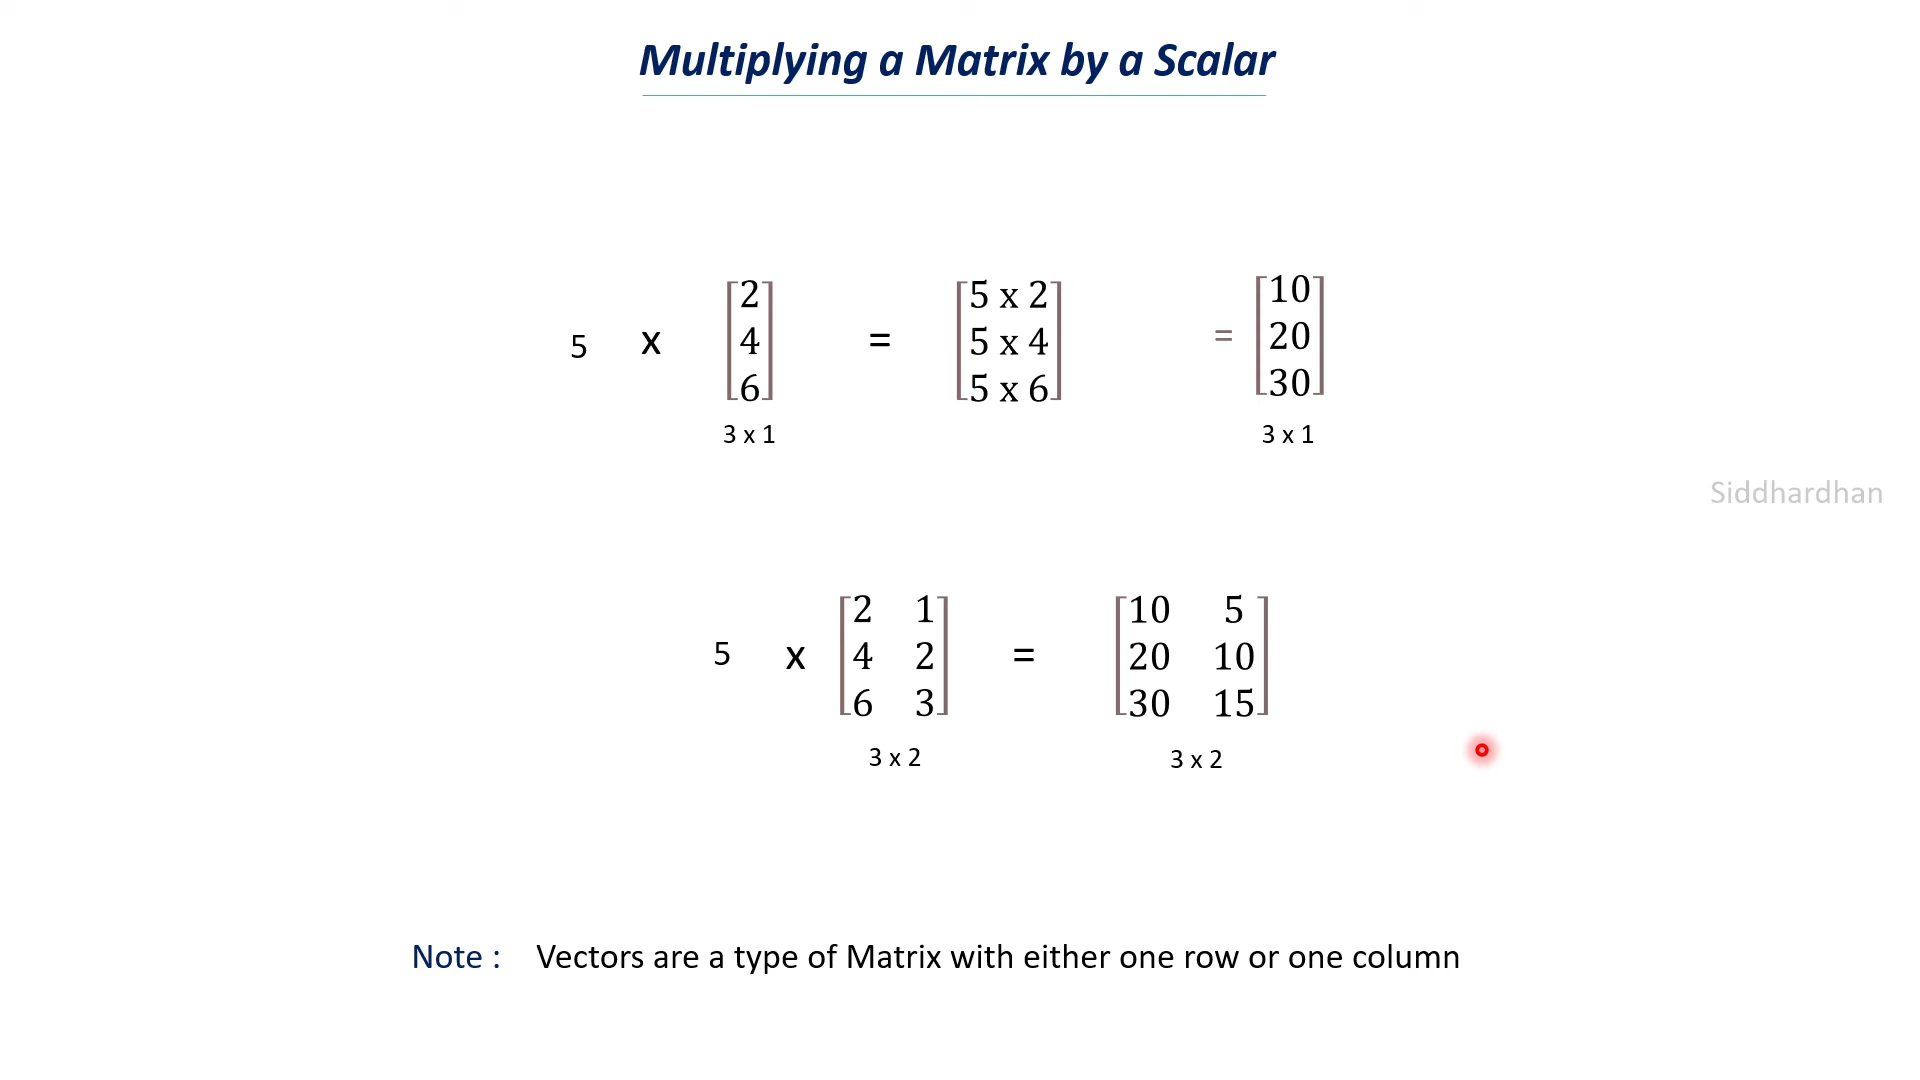 Multiplying a Matrix by a Scalar
5 x [2 4 6] = [5 x 2 5 x 4 5 x 6] = [10 20 30]
3 x 1 3 x 1
Siddhardhan
5 x [2 1 4 2 6 3] = [10 5 20 10 30 15]
3 x 2 3 x 2
Note : Vectors are a type of Matrix with either one row or one column